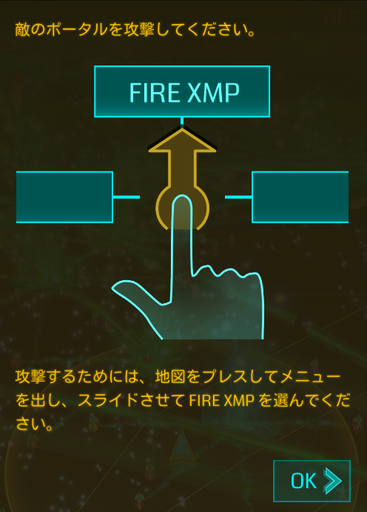 敵のポータルを攻撃してください。
FIRE XMP
攻撃するためには、地図をプレスしてメニュー
を出し、スライドさせて FIRE XMP を選んでくだ
さい。
OK